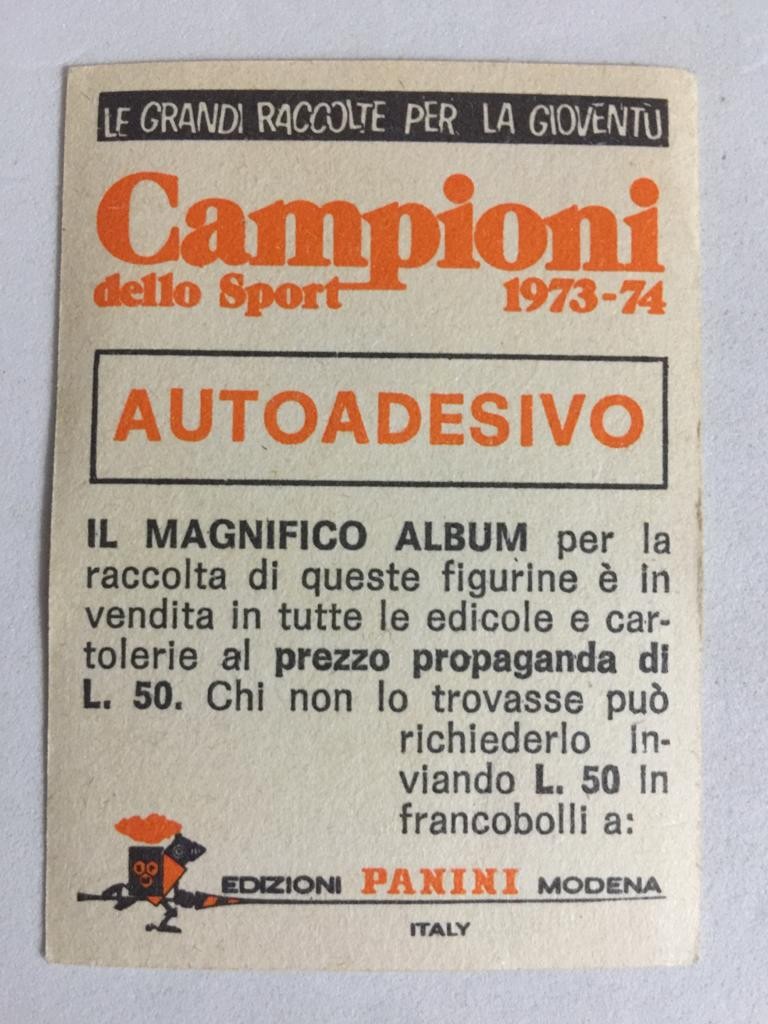 LE GRANDI RACCOLTE PER LA GIOVENTÙ
Campioni
dello Sport 1973-74
AUTOADESIVO
IL MAGNIFICO ALBUM per la
raccolta di queste figurine è in
vendita in tutte le edicole e car-
tolerie al prezzo propaganda di
L. 50. Chi non lo trovasse può
richiederlo in-
viando L. 50 in
francobolli a:
EDIZIONI PANINI MODENA
ITALY